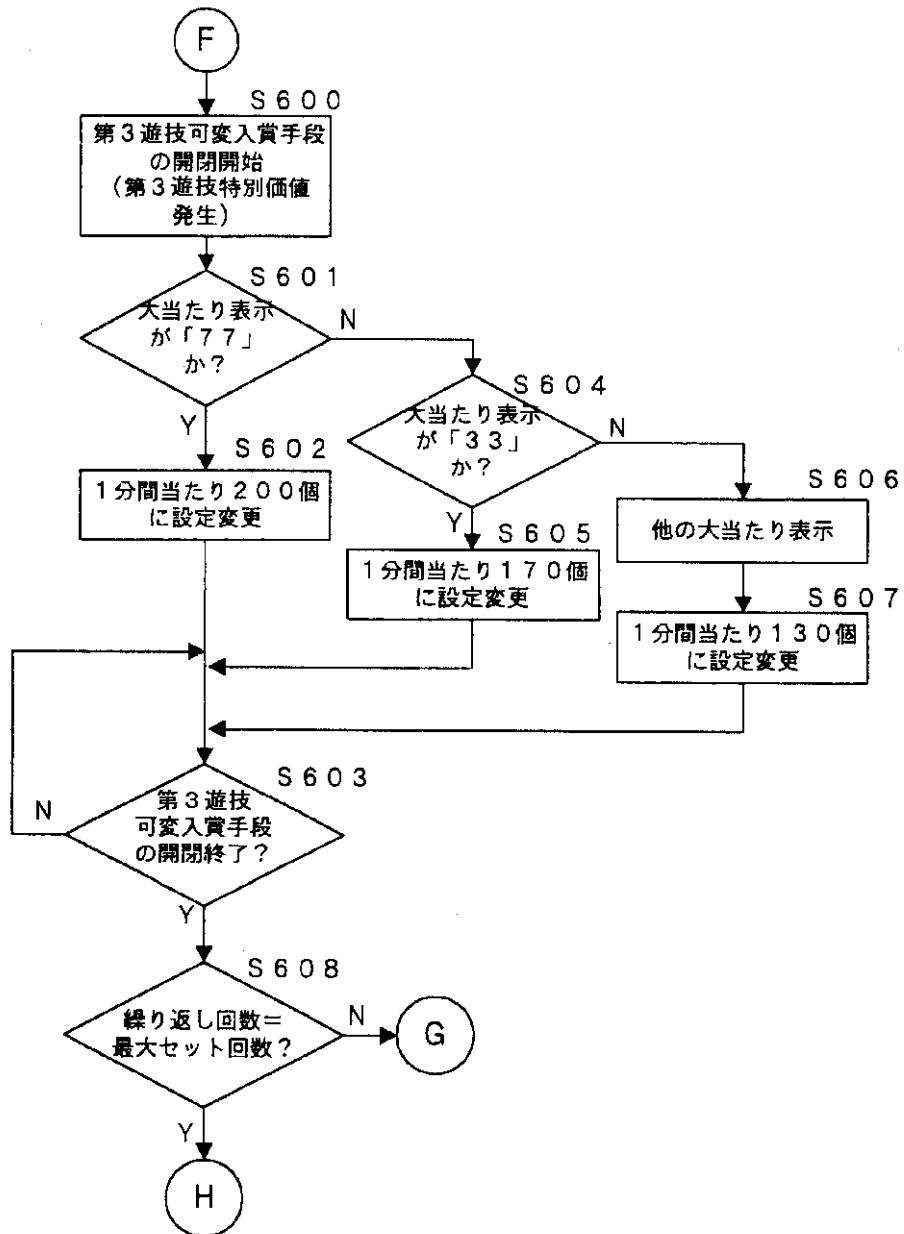 F
S600
第3遊技可変入賞手段
の開閉開始
(第3遊技特別価値
発生)
S601
大当たり表示
が「77」
か?
N
Y
S604
大当たり表示
が「33」
か?
N
Y
S602
1分間当たり200個
に設定変更
S605
1分間当たり170個
に設定変更
S606
他の大当たり表示
S607
1分間当たり130個
に設定変更
S603
第3遊技
可変入賞手段
の開閉終了?
N
Y
S608
繰り返し回数=
最大セット回数?
N
G
Y
H